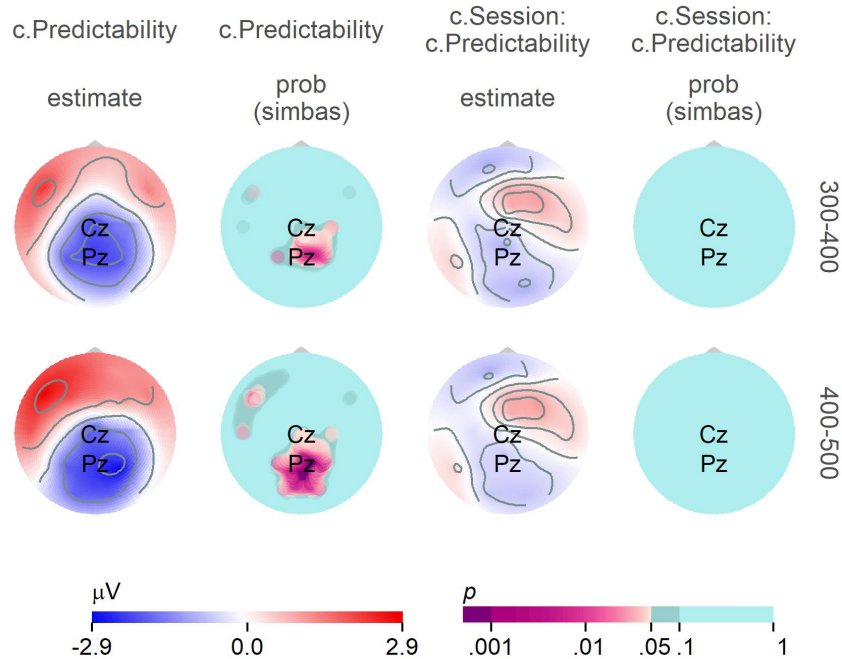 c.Predictability
c.Predictability
c.Session:
c.Predictability
c.Session:
c.Predictability
estimate
prob
(simbas)
estimate
prob
(simbas)
Cz
Pz
Cz
Pz
Cz
Pz
Cz
Pz
300-400
Cz
Pz
Cz
Pz
Cz
Pz
Cz
Pz
400-500
μV
-2.9 0.0 2.9
p
.001 .01 .05 .1 1